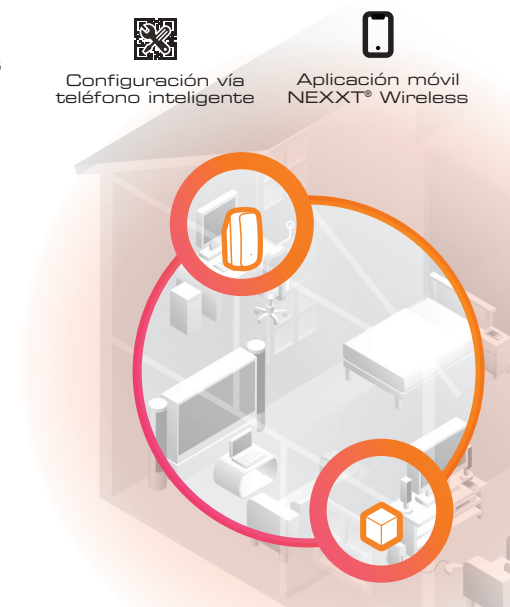 Configuración vía
teléfono inteligente
Aplicación móvil
NEXXT® Wireless